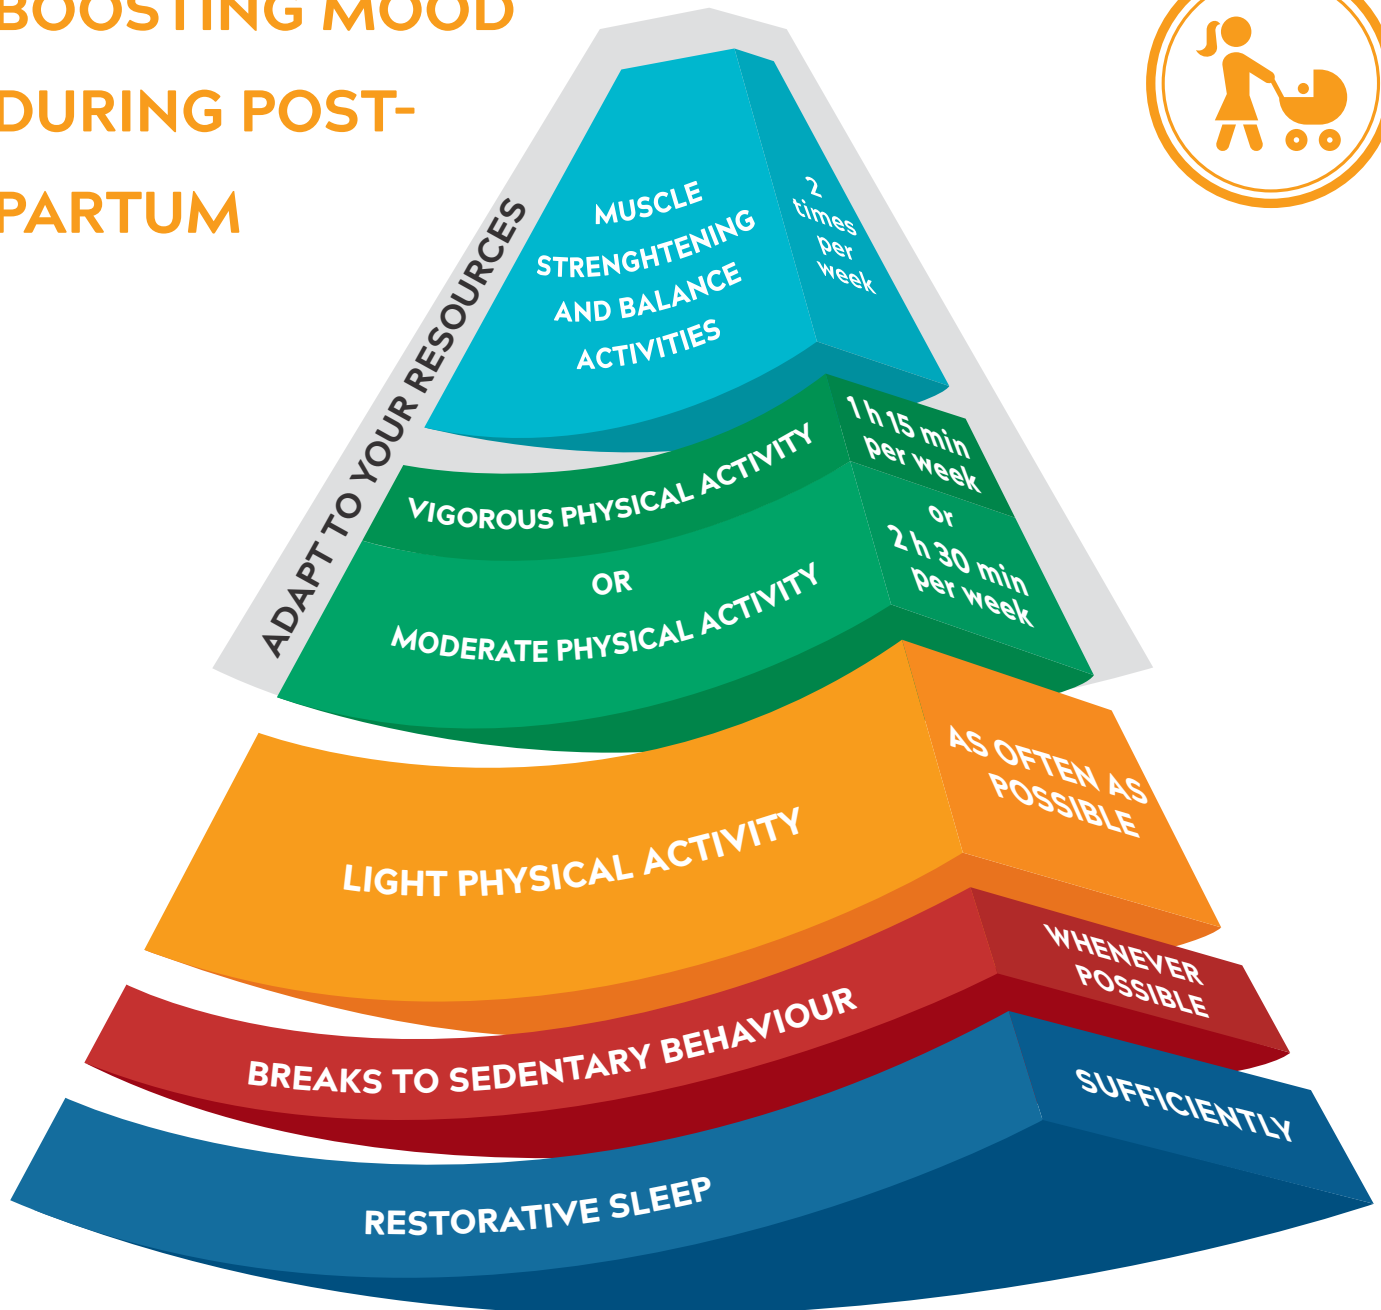 BOOSTING MOOD
DURING POST-
PARTUM
ADAPT TO YOUR RESOURCES
MUSCLE
STRENGHTENING
AND BALANCE
ACTIVITIES
2
times
per
week
VIGOROUS PHYSICAL ACTIVITY
OR
MODERATE PHYSICAL ACTIVITY
1 h 15 min
per week
or
2 h 30 min
per week
LIGHT PHYSICAL ACTIVITY
AS OFTEN AS
POSSIBLE
BREAKS TO SEDENTARY BEHAVIOUR
WHENEVER
POSSIBLE
RESTORATIVE SLEEP
SUFFICIENTLY